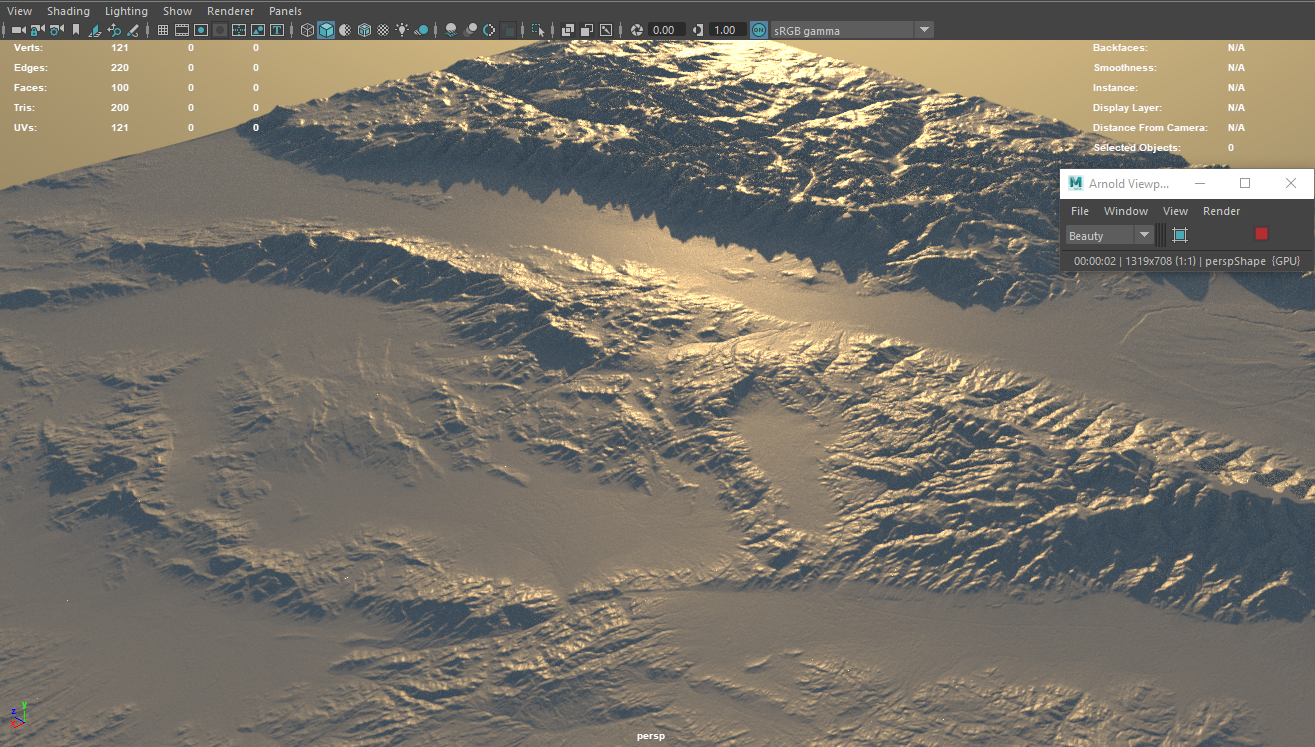 View Shading Lighting Show Renderer Panels
0.00 1.00 ON sRGB gamma
Verts: 121 0 0
Edges: 220 0 0
Faces: 100 0 0
Tris: 200 0 0
UVs: 121 0 0
Backfaces: N/A
Smoothness: N/A
Instance: N/A
Display Layer: N/A
Distance From Camera: N/A
Selected Objects: 0
M Arnold Viewp...
File Window View Render
Beauty
00:00:02 | 1319x708 (1:1) | perspShape {GPU}
y
z
x
persp